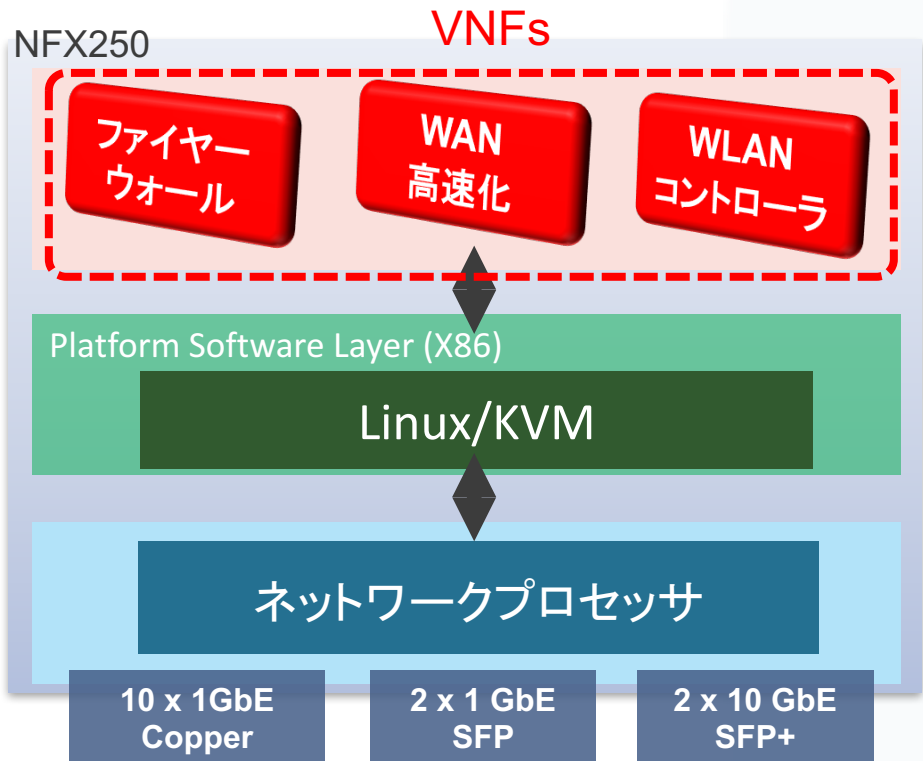 VNFs
NFX250
ファイヤー
ウォール
WAN
高速化
WLAN
コントローラ
Platform Software Layer (X86)
Linux/KVM
ネットワークプロセッサ
10 x 1GbE
Copper
2 x 1 GbE
SFP
2 x 10 GbE
SFP+